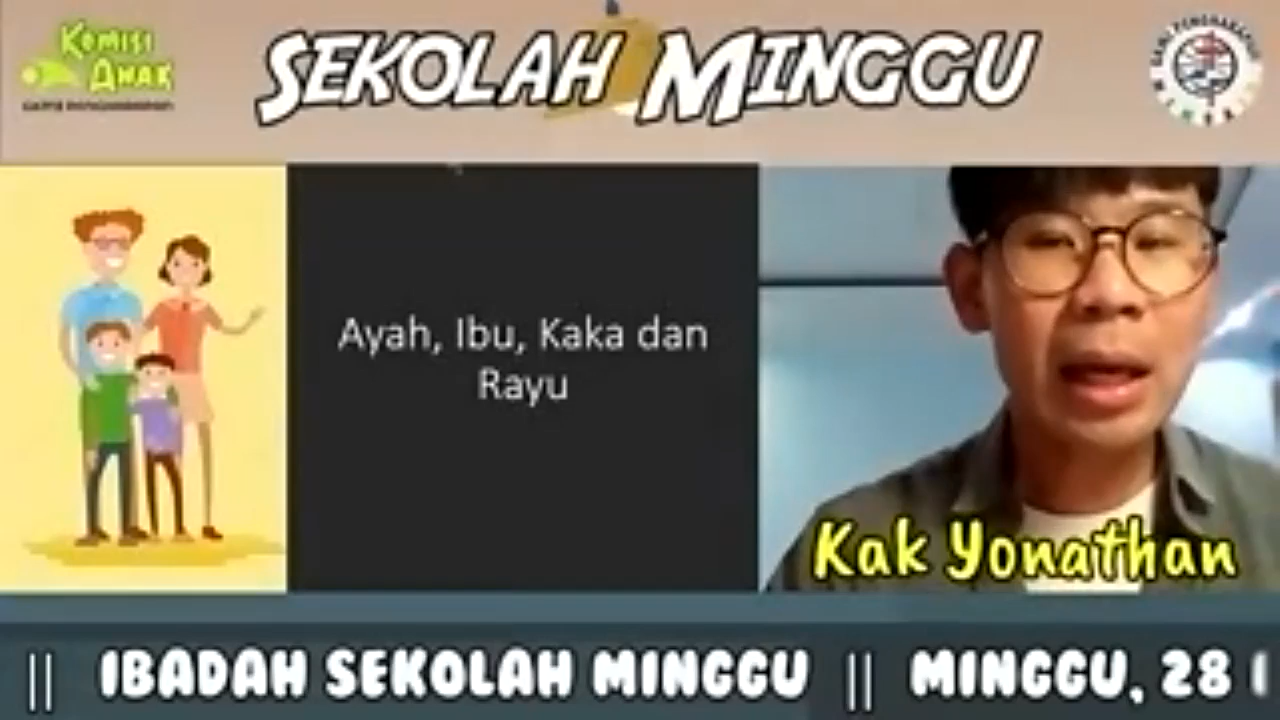 KOMISI
ANAK
SEKOLAH MINGGU
Ayah, Ibu, Kaka dan
Rayu
Kak Yonathan
|| IBADAH SEKOLAH MINGGU || MINGGU, 28